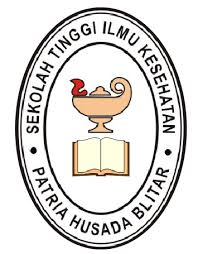 SEKOLAH TINGGI ILMU KESEHATAN
PATRIA HUSADA BLITAR